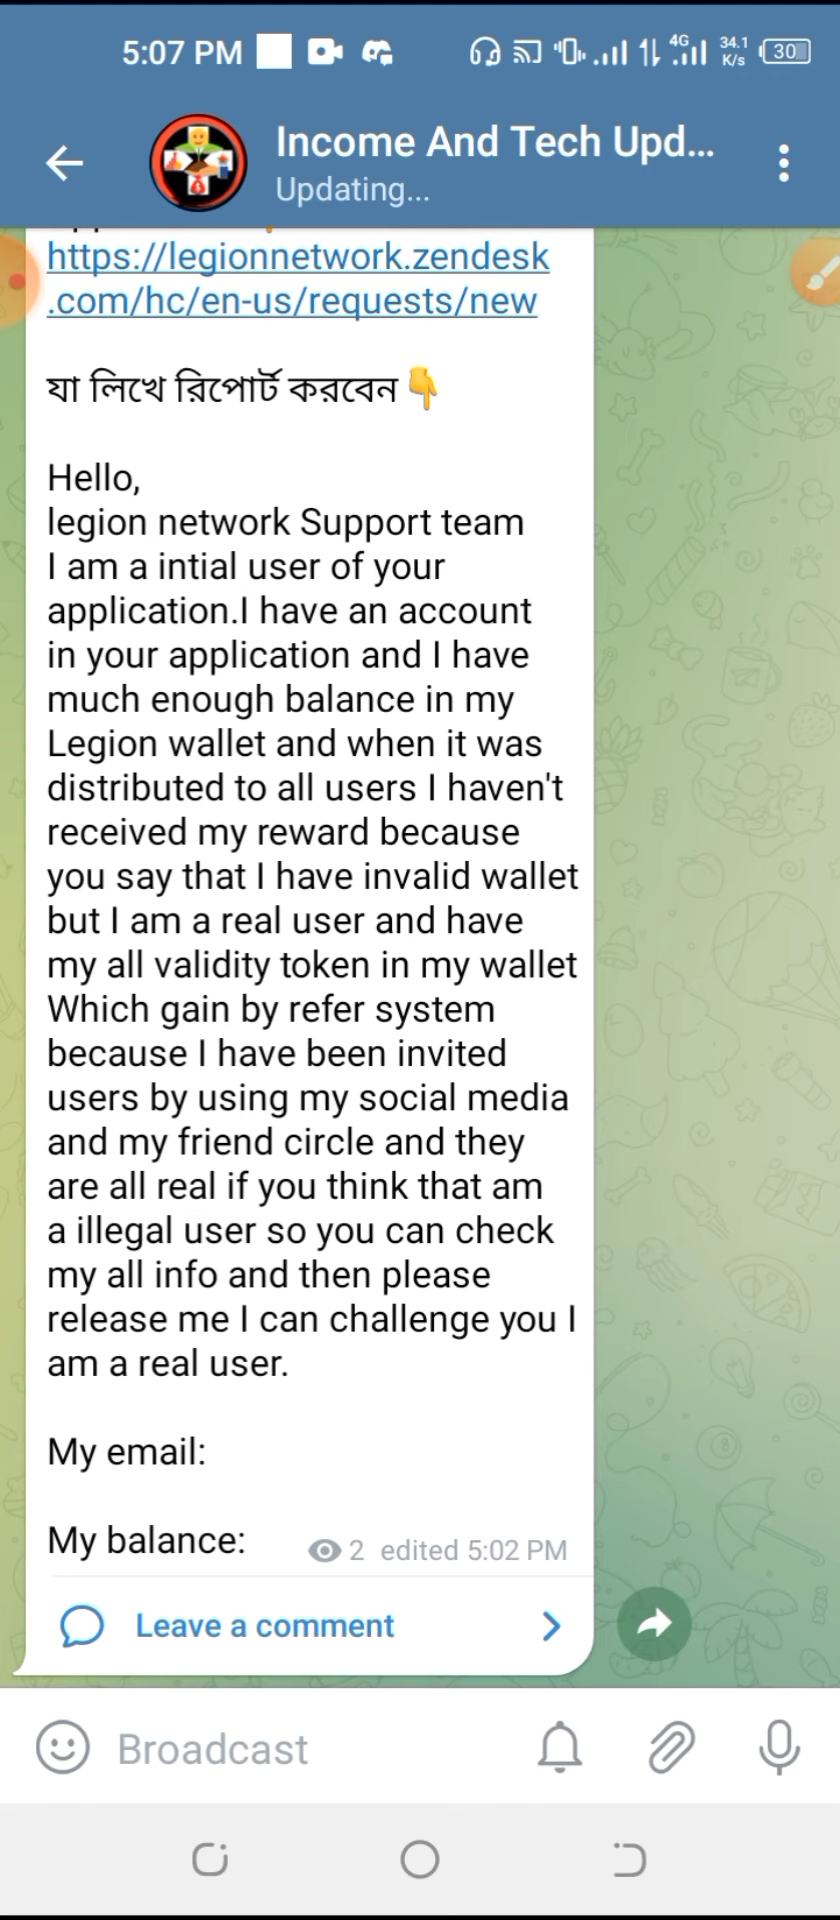 5:07 PM
4G
34.1
K/s
30
Income And Tech Upd...
Updating...
https://legionnetwork.zendesk
.com/hc/en-us/requests/new
যা লিখে রিপোর্ট করবেন👇
Hello,
legion network Support team
I am a intial user of your
application.I have an account
in your application and I have
much enough balance in my
Legion wallet and when it was
distributed to all users I haven't
received my reward because
you say that I have invalid wallet
but I am a real user and have
my all validity token in my wallet
Which gain by refer system
because I have been invited
users by using my social media
and my friend circle and they
are all real if you think that am
a illegal user so you can check
my all info and then please
release me I can challenge you I
am a real user.
My email:
My balance:
2 edited 5:02 PM
Leave a comment
Broadcast